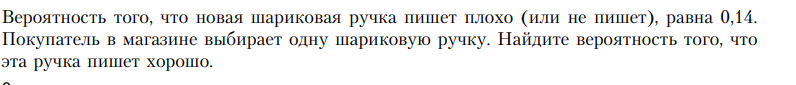 Вероятность того, что новая шариковая ручка пишет плохо (или не пишет), равна 0,14.
Покупатель в магазине выбирает одну шариковую ручку. Найдите вероятность того, что
эта ручка пишет хорошо.